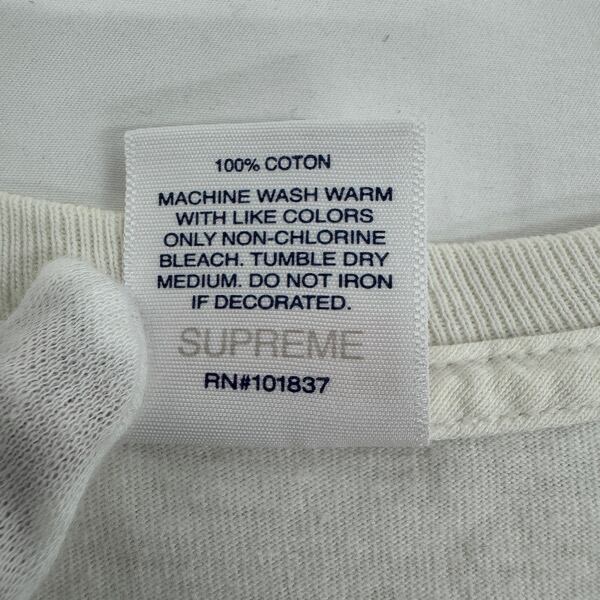 100% COTON
MACHINE WASH WARM
WITH LIKE COLORS
ONLY NON-CHLORINE
BLEACH. TUMBLE DRY
MEDIUM. DO NOT IRON
IF DECORATED.
SUPREME
RN#101837